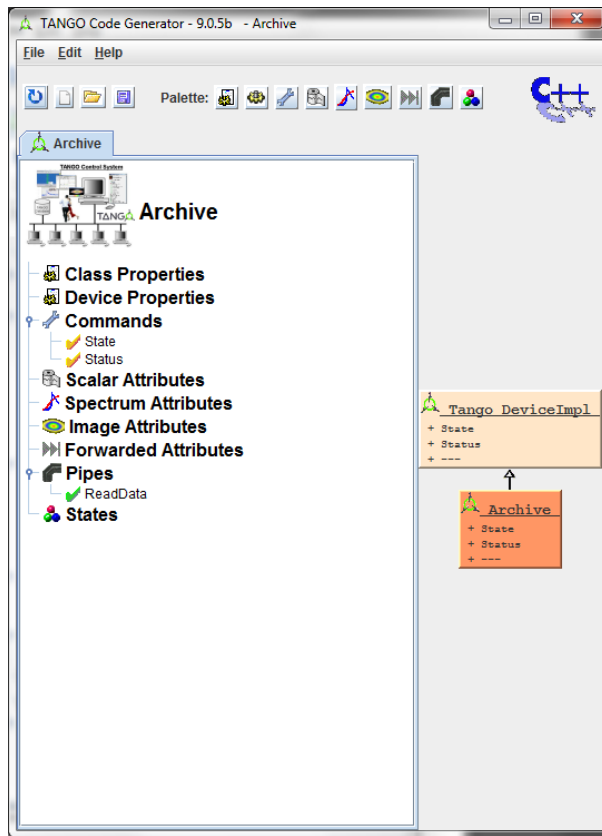 TANGO Code Generator - 9.0.5b - Archive
File Edit Help
Palette:
C++
Archive
TANGO Control System
TANGO
Archive
Class Properties
Device Properties
Commands
State
Status
Scalar Attributes
Spectrum Attributes
Image Attributes
Forwarded Attributes
Pipes
ReadData
States
Tango DeviceImpl
+ State
+ Status
+ ---
Archive
+ State
+ Status
+ ---